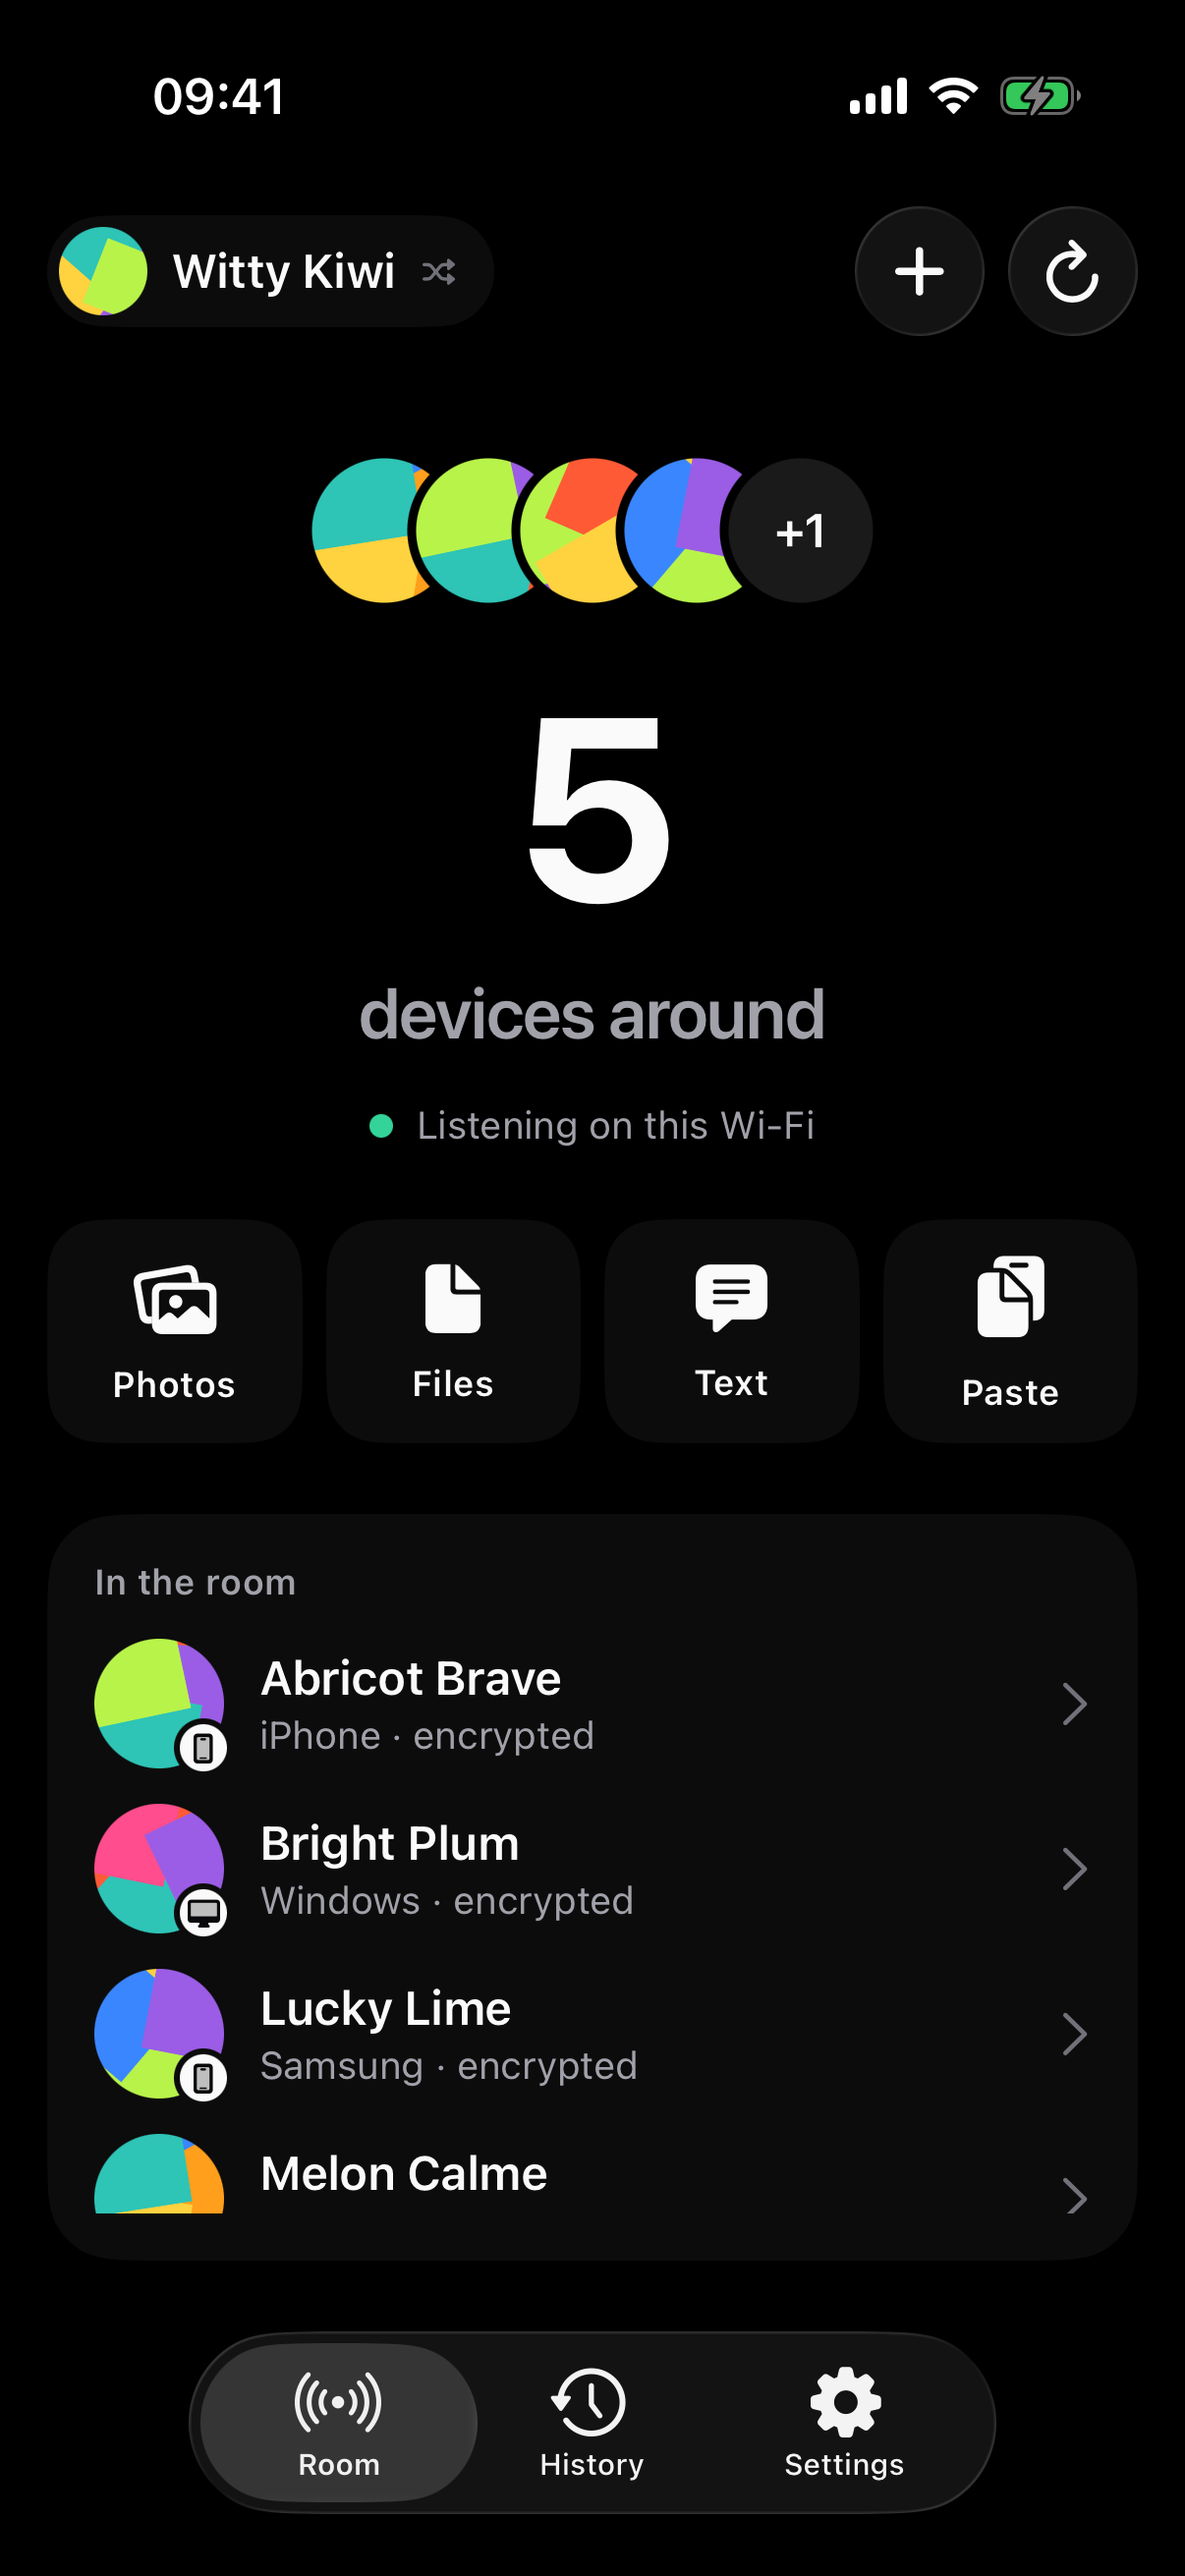 09:41
Witty Kiwi
+1
5
devices around
Listening on this Wi-Fi
Photos
Files
Text
Paste
In the room
Abricot Brave
iPhone · encrypted
Bright Plum
Windows · encrypted
Lucky Lime
Samsung · encrypted
Melon Calme
Room
History
Settings